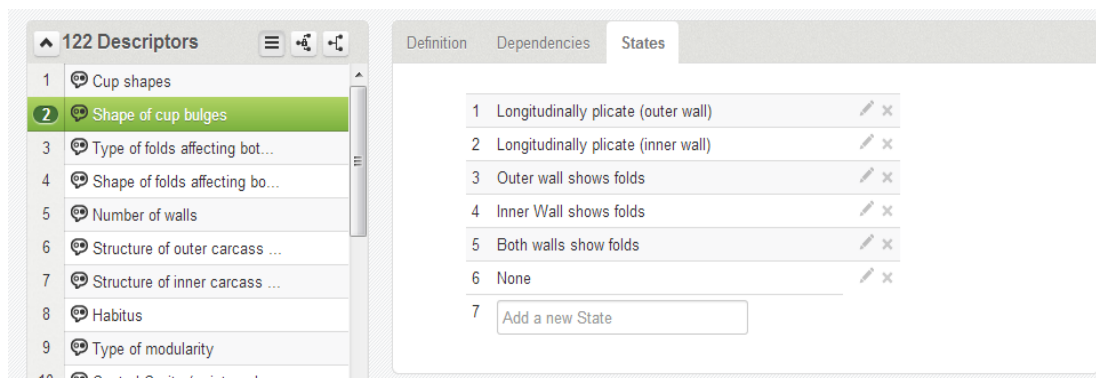 122 Descriptors
1 Cup shapes
2 Shape of cup bulges
3 Type of folds affecting bot...
4 Shape of folds affecting bo...
5 Number of walls
6 Structure of outer carcass ...
7 Structure of inner carcass ...
8 Habitus
9 Type of modularity
Definition Dependencies States
1 Longitudinally plicate (outer wall)
2 Longitudinally plicate (inner wall)
3 Outer wall shows folds
4 Inner Wall shows folds
5 Both walls show folds
6 None
7 Add a new State